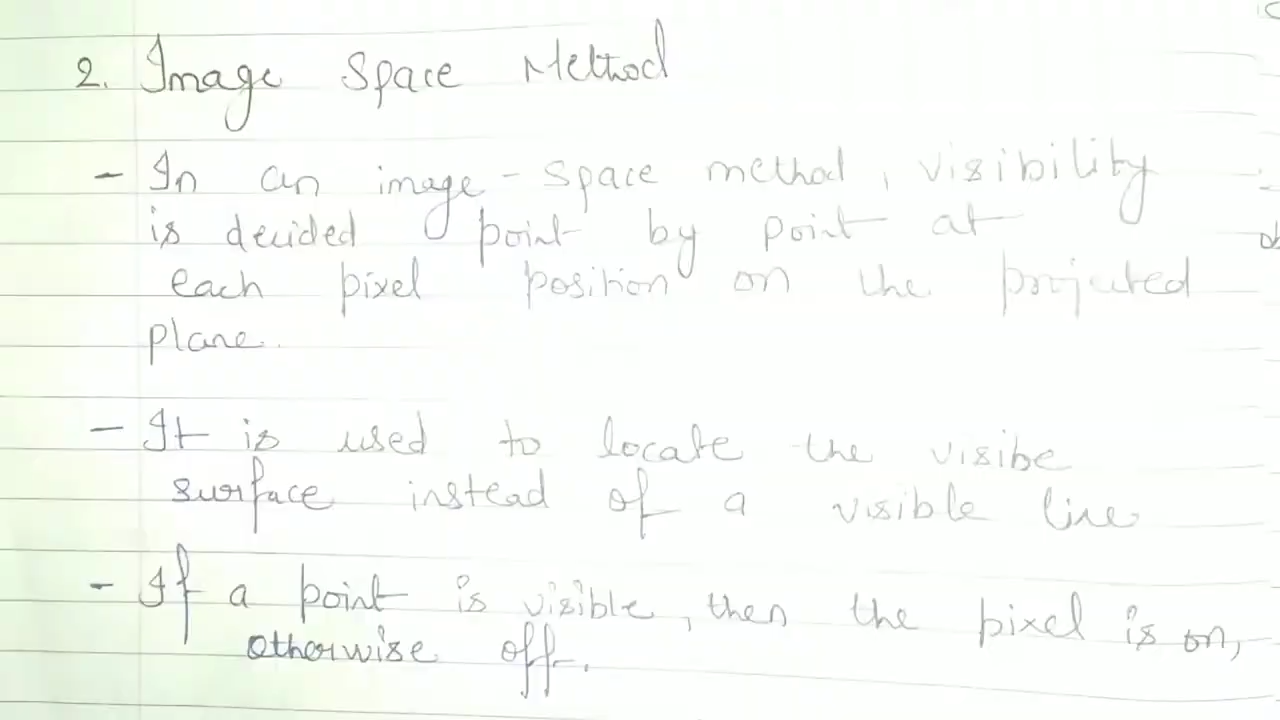 2. Image Space Method
- In an image-space method, visibility
is decided point by point at
each pixel position on the projected
plane.
- It is used to locate the visibe
surface instead of a visible line
- If a point is visible, then the pixel is on,
otherwise off.